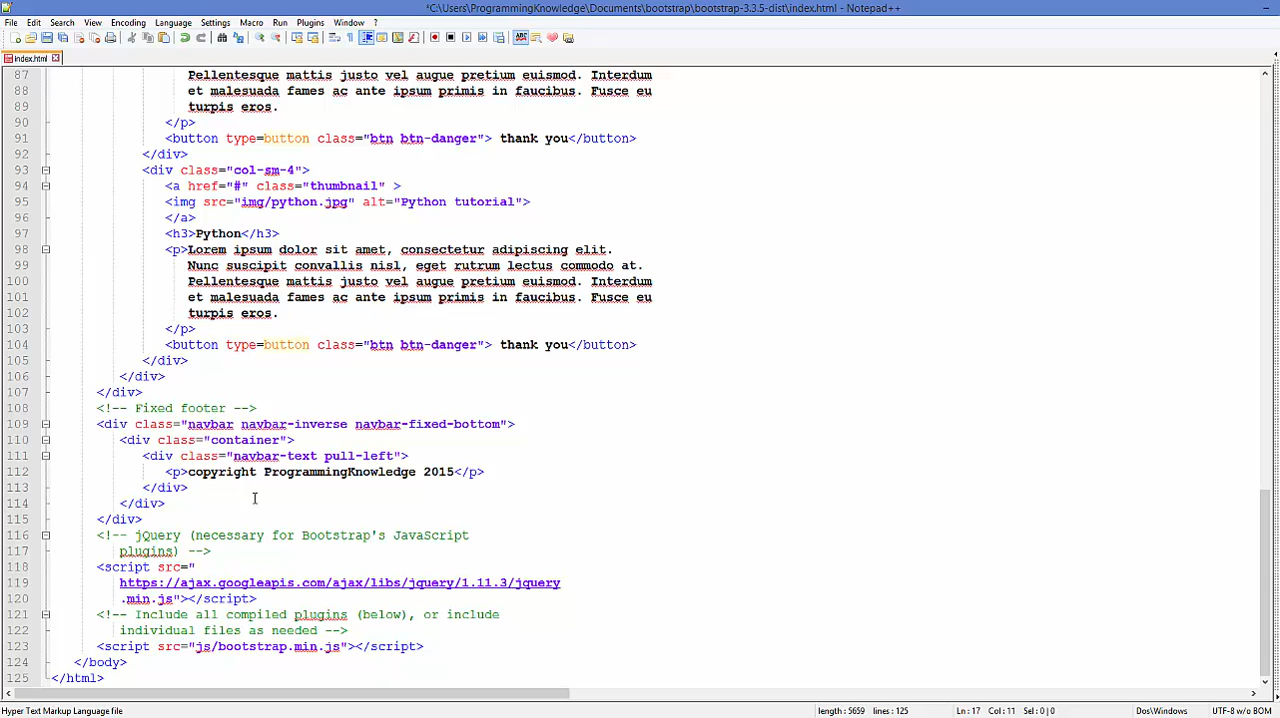 *C:\Users\ProgrammingKnowledge\Documents\bootstrap\bootstrap-3.3.5-dist\index.html - Notepad++
File Edit Search View Encoding Language Settings Macro Run Plugins Window ?
index.html
87 Pellentesque mattis justo vel augue pretium euismod. Interdum
88 et malesuada fames ac ante ipsum primis in faucibus. Fusce eu
89 turpis eros.
90 </p>
91 <button type=button class="btn btn-danger"> thank you</button>
92 </div>
93 <div class="col-sm-4">
94 <a href="#" class="thumbnail" >
95 <img src="img/python.jpg" alt="Python tutorial">
96 </a>
97 <h3>Python</h3>
98 <p>Lorem ipsum dolor sit amet, consectetur adipiscing elit.
99 Nunc suscipit convallis nisl, eget rutrum lectus commodo at.
100 Pellentesque mattis justo vel augue pretium euismod. Interdum
101 et malesuada fames ac ante ipsum primis in faucibus. Fusce eu
102 turpis eros.
103 </p>
104 <button type=button class="btn btn-danger"> thank you</button>
105 </div>
106 </div>
107 </div>
108 <!-- Fixed footer -->
109 <div class="navbar navbar-inverse navbar-fixed-bottom">
110 <div class="container">
111 <div class="navbar-text pull-left">
112 <p>copyright ProgrammingKnowledge 2015</p>
113 </div>
114 </div>
115 </div>
116 <!-- jQuery (necessary for Bootstrap's JavaScript
117 plugins) -->
118 <script src="
119 https://ajax.googleapis.com/ajax/libs/jquery/1.11.3/jquery
120 .min.js"></script>
121 <!-- Include all compiled plugins (below), or include
122 individual files as needed -->
123 <script src="js/bootstrap.min.js"></script>
124 </body>
125 </html>
Hyper Text Markup Language file length : 5659 lines : 125 Ln : 17 Col : 11 Sel : 0 | 0 Dos\Windows UTF-8 w/o BOM